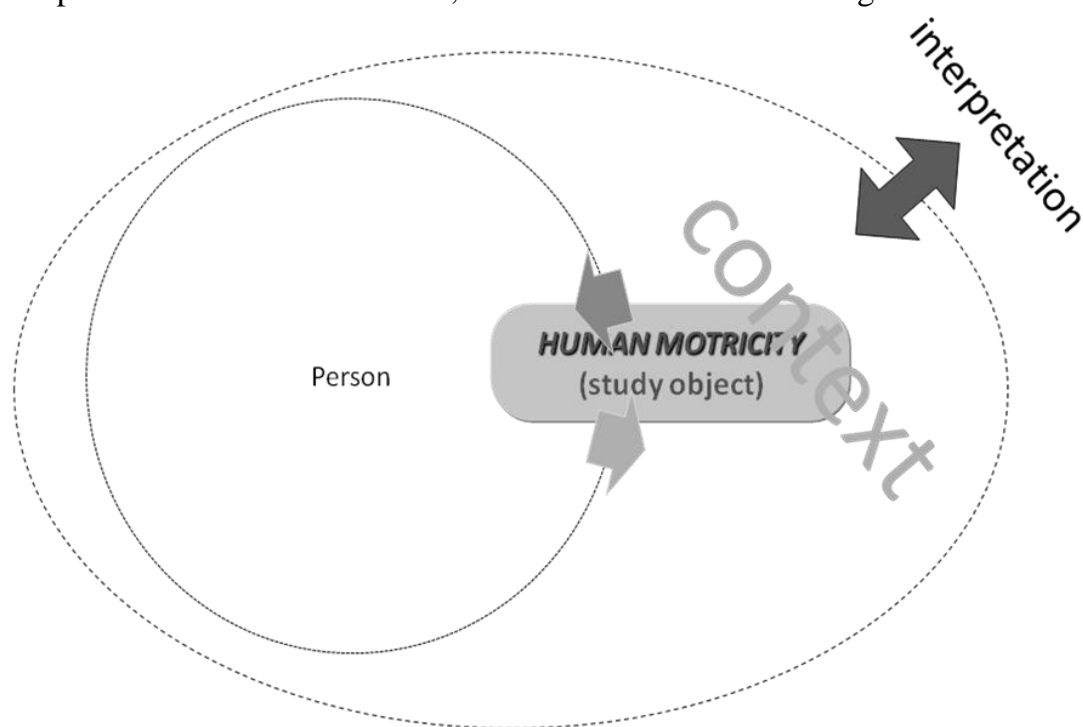 interpretation
context
HUMAN MOTRICITY
(study object)
Person